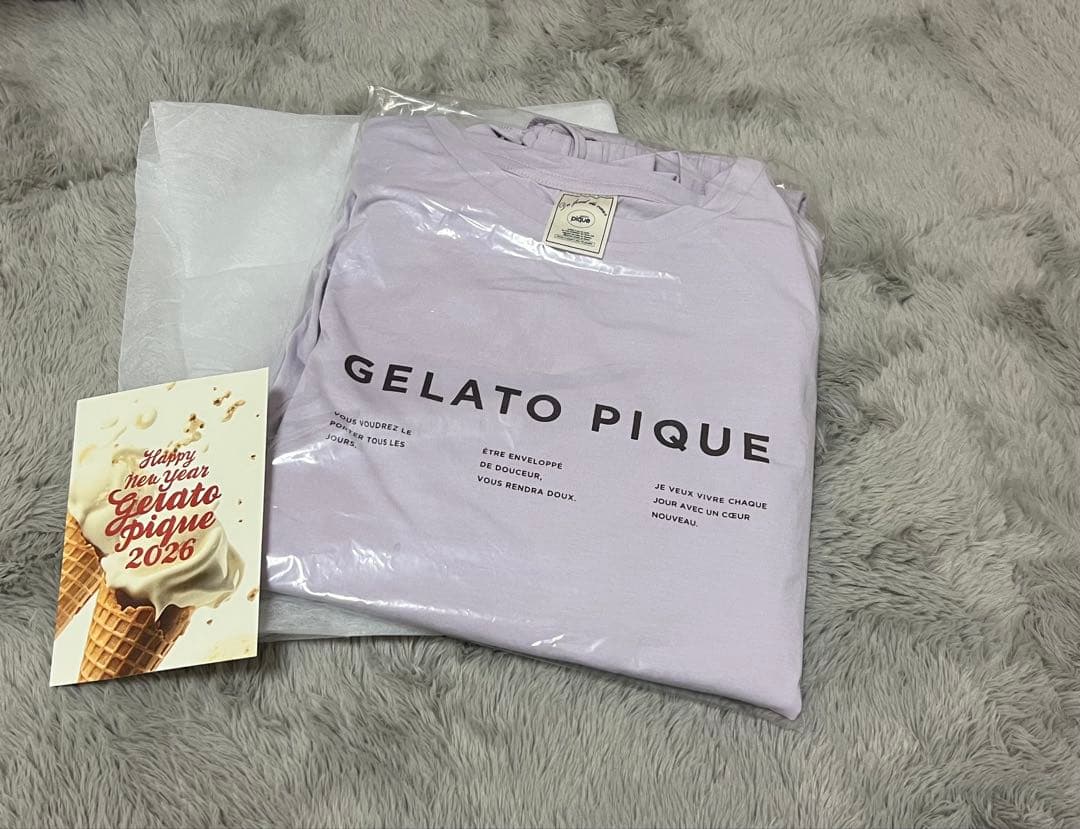 pique
GELATO PIQUE
VOUS VOUDREZ LE
PORTER TOUS LES
JOURS.
ÊTRE ENVELOPPÉ
DE DOUCEUR,
VOUS RENDRA DOUX.
JE VEUX VIVRE CHAQUE
JOUR AVEC UN CŒUR
NOUVEAU.
Happy
New Year
Gelato
pique
2026